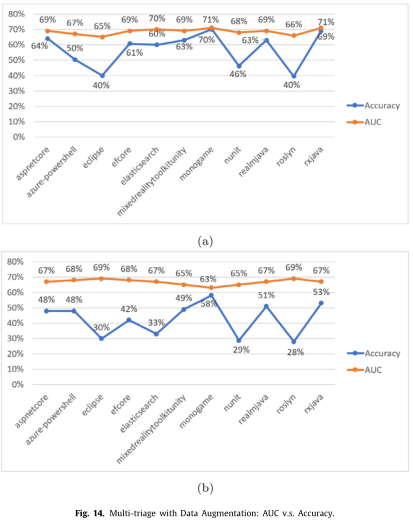 80%
70%
60%
50%
40%
30%
20%
10%
0%
69% 67% 65% 69% 70% 69% 71% 68% 69% 66% 71%
64% 50% 40% 61% 60% 63% 70% 46% 63% 40% 69%
aspnetcore
azure-powershell
eclipse
efcore
elasticsearch
mixedrealitytoolkitunity
monogame
nunit
realmjava
roslyn
rxjava
Accuracy
AUC
(a)
80%
70%
60%
50%
40%
30%
20%
10%
0%
67% 68% 69% 68% 67% 65% 63% 65% 67% 69% 67%
48% 48% 30% 42% 33% 49% 58% 29% 51% 28% 53%
aspnetcore
azure-powershell
eclipse
efcore
elasticsearch
mixedrealitytoolkitunity
monogame
nunit
realmjava
roslyn
rxjava
Accuracy
AUC
(b)
Fig. 14. Multi-triage with Data Augmentation: AUC v.s. Accuracy.